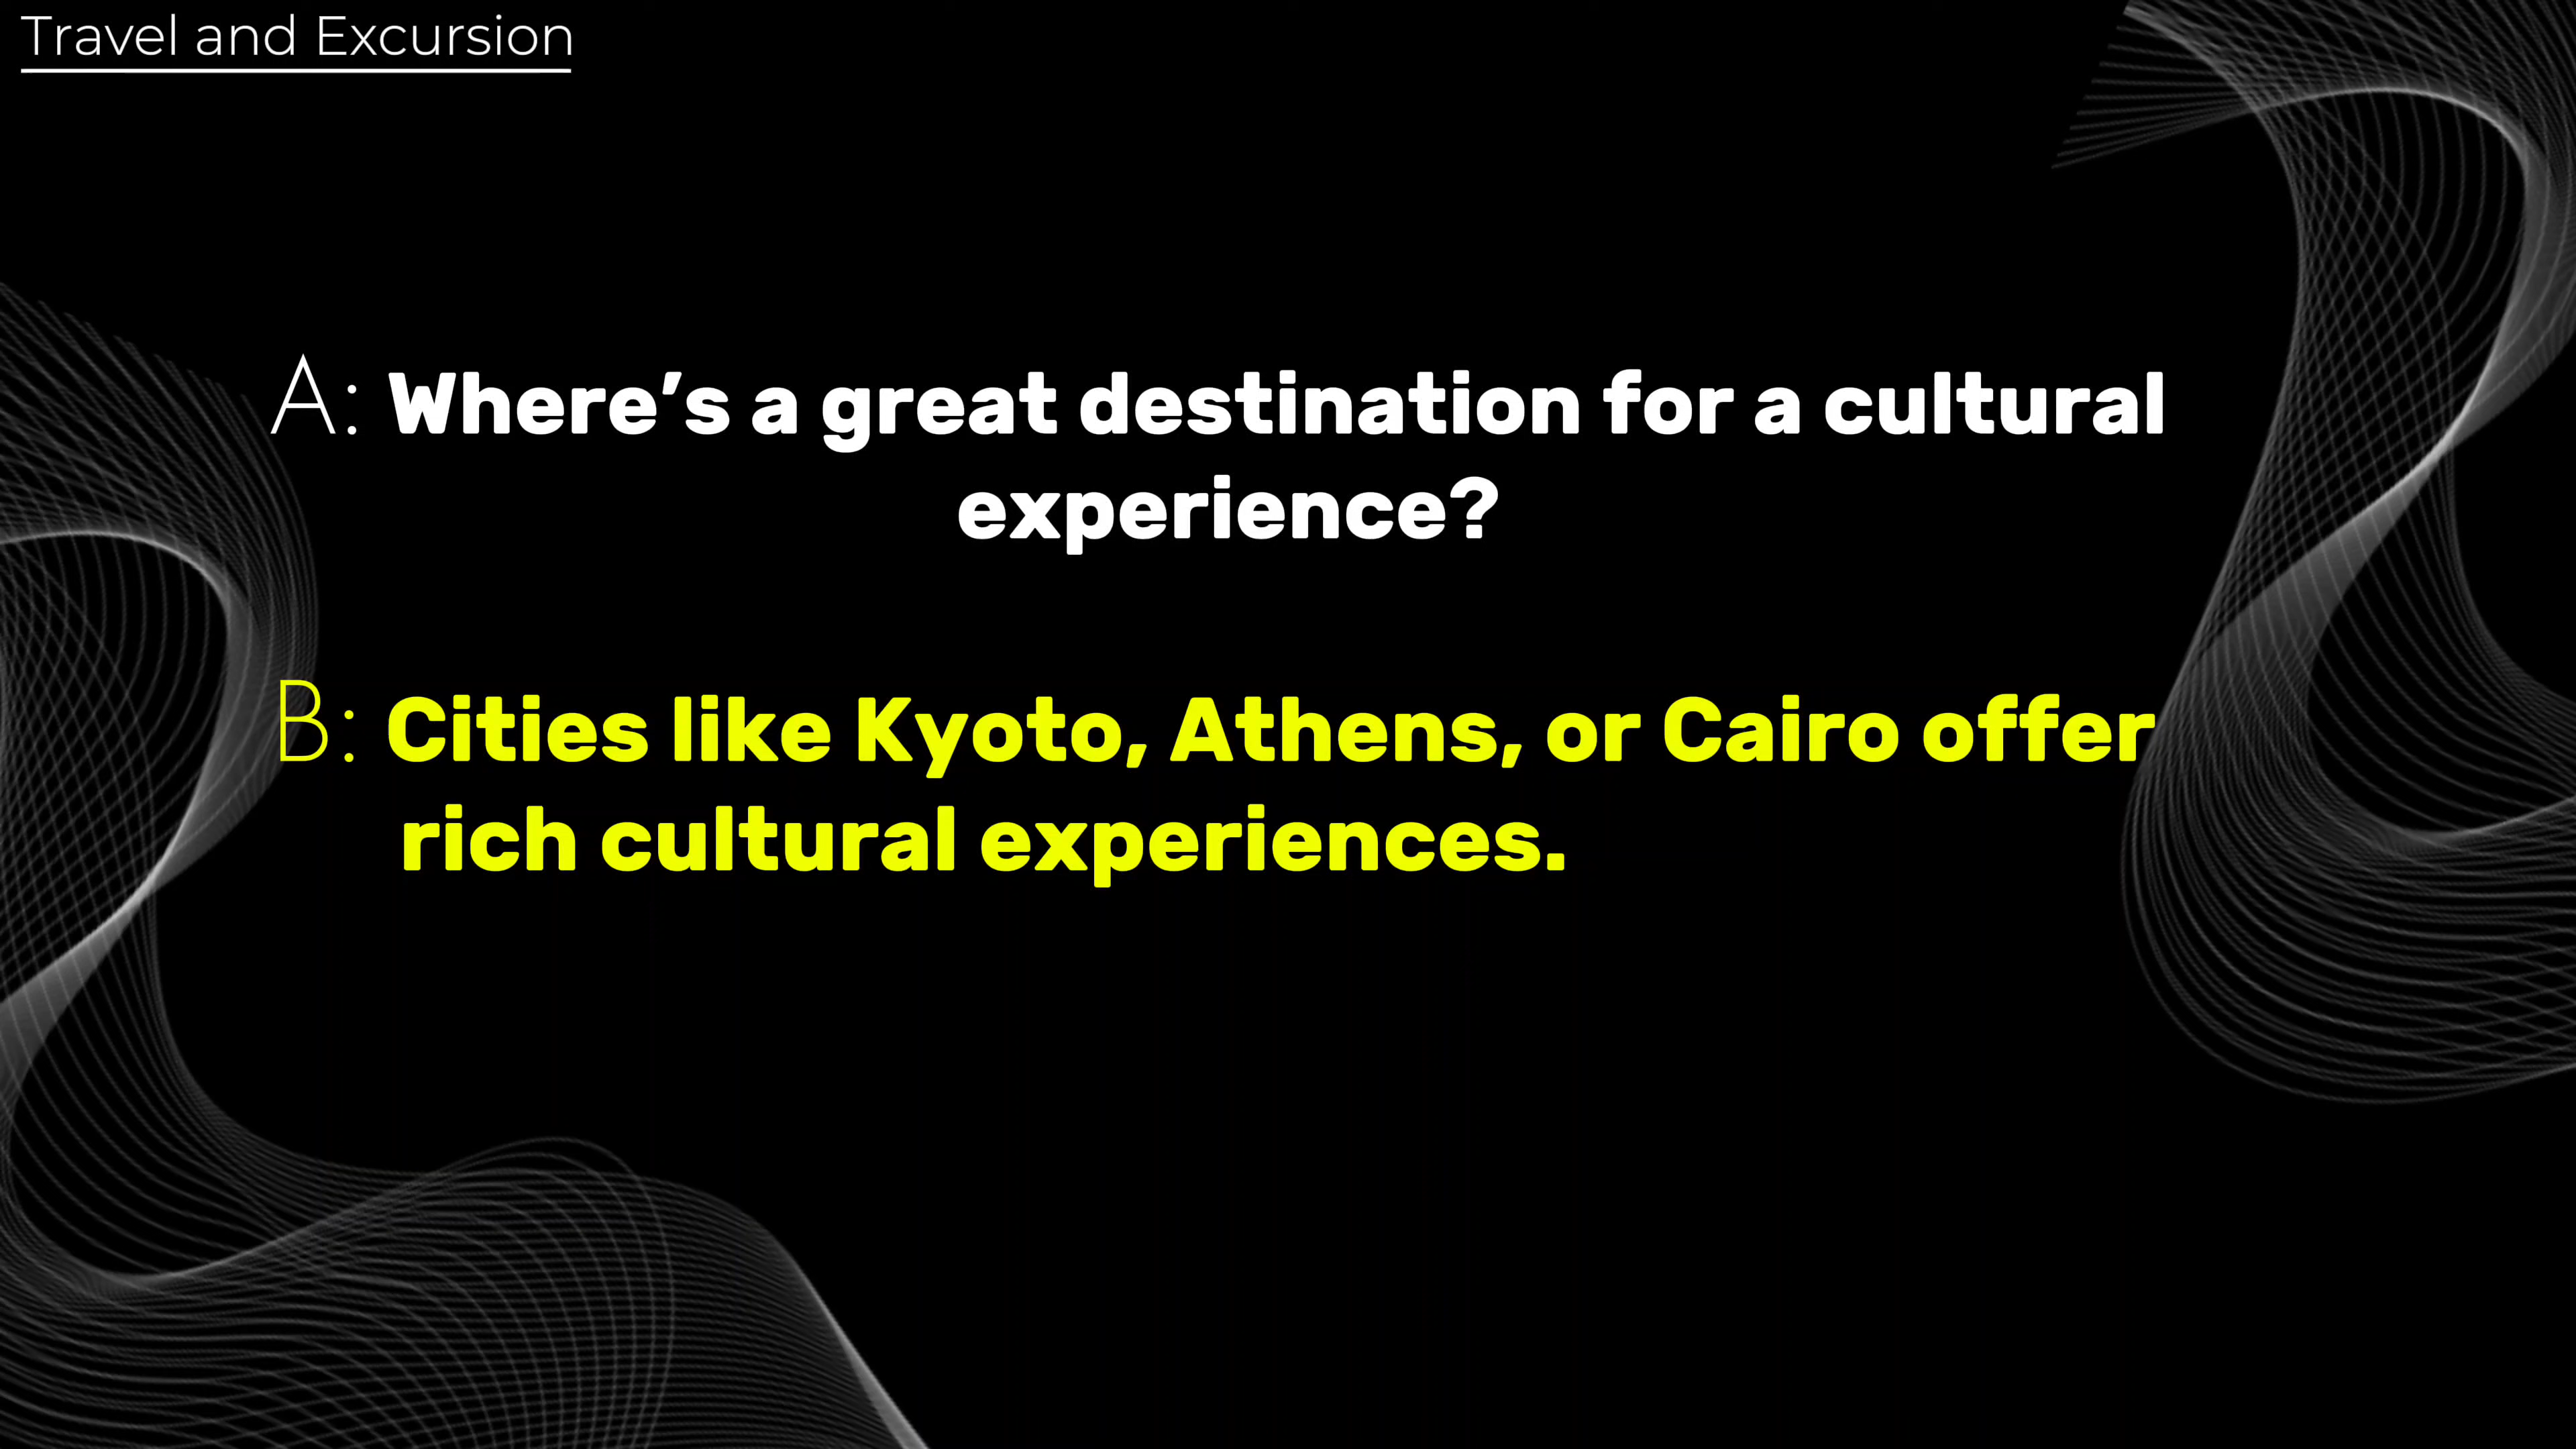 Travel and Excursion
A: Where’s a great destination for a cultural
experience?
B: Cities like Kyoto, Athens, or Cairo offer
rich cultural experiences.